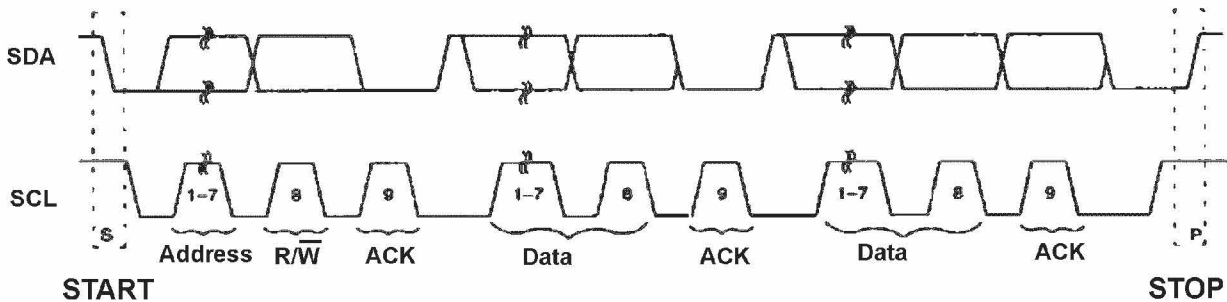 SDA
SCL
1-7 8 9 1-7 8 9 1-7 8 9
S P
Address R/W̅ ACK Data ACK Data ACK
START STOP